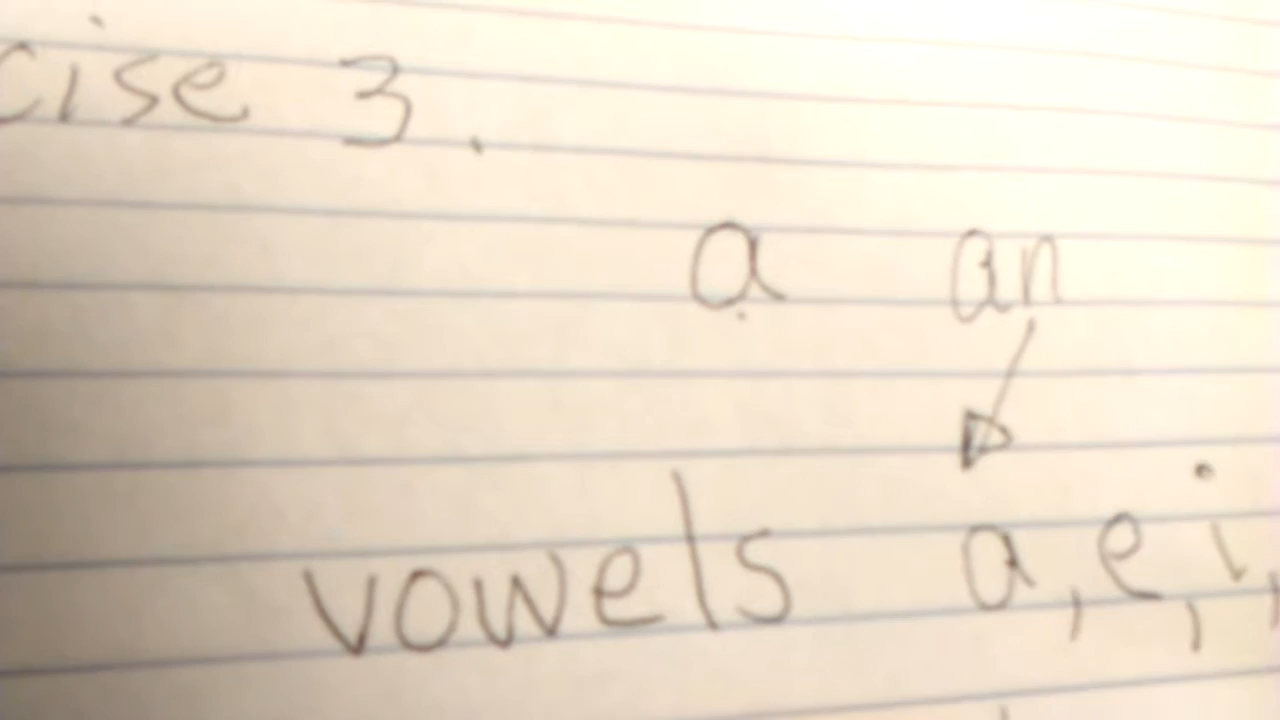 cise 3.
a an
vowels a, e, i,